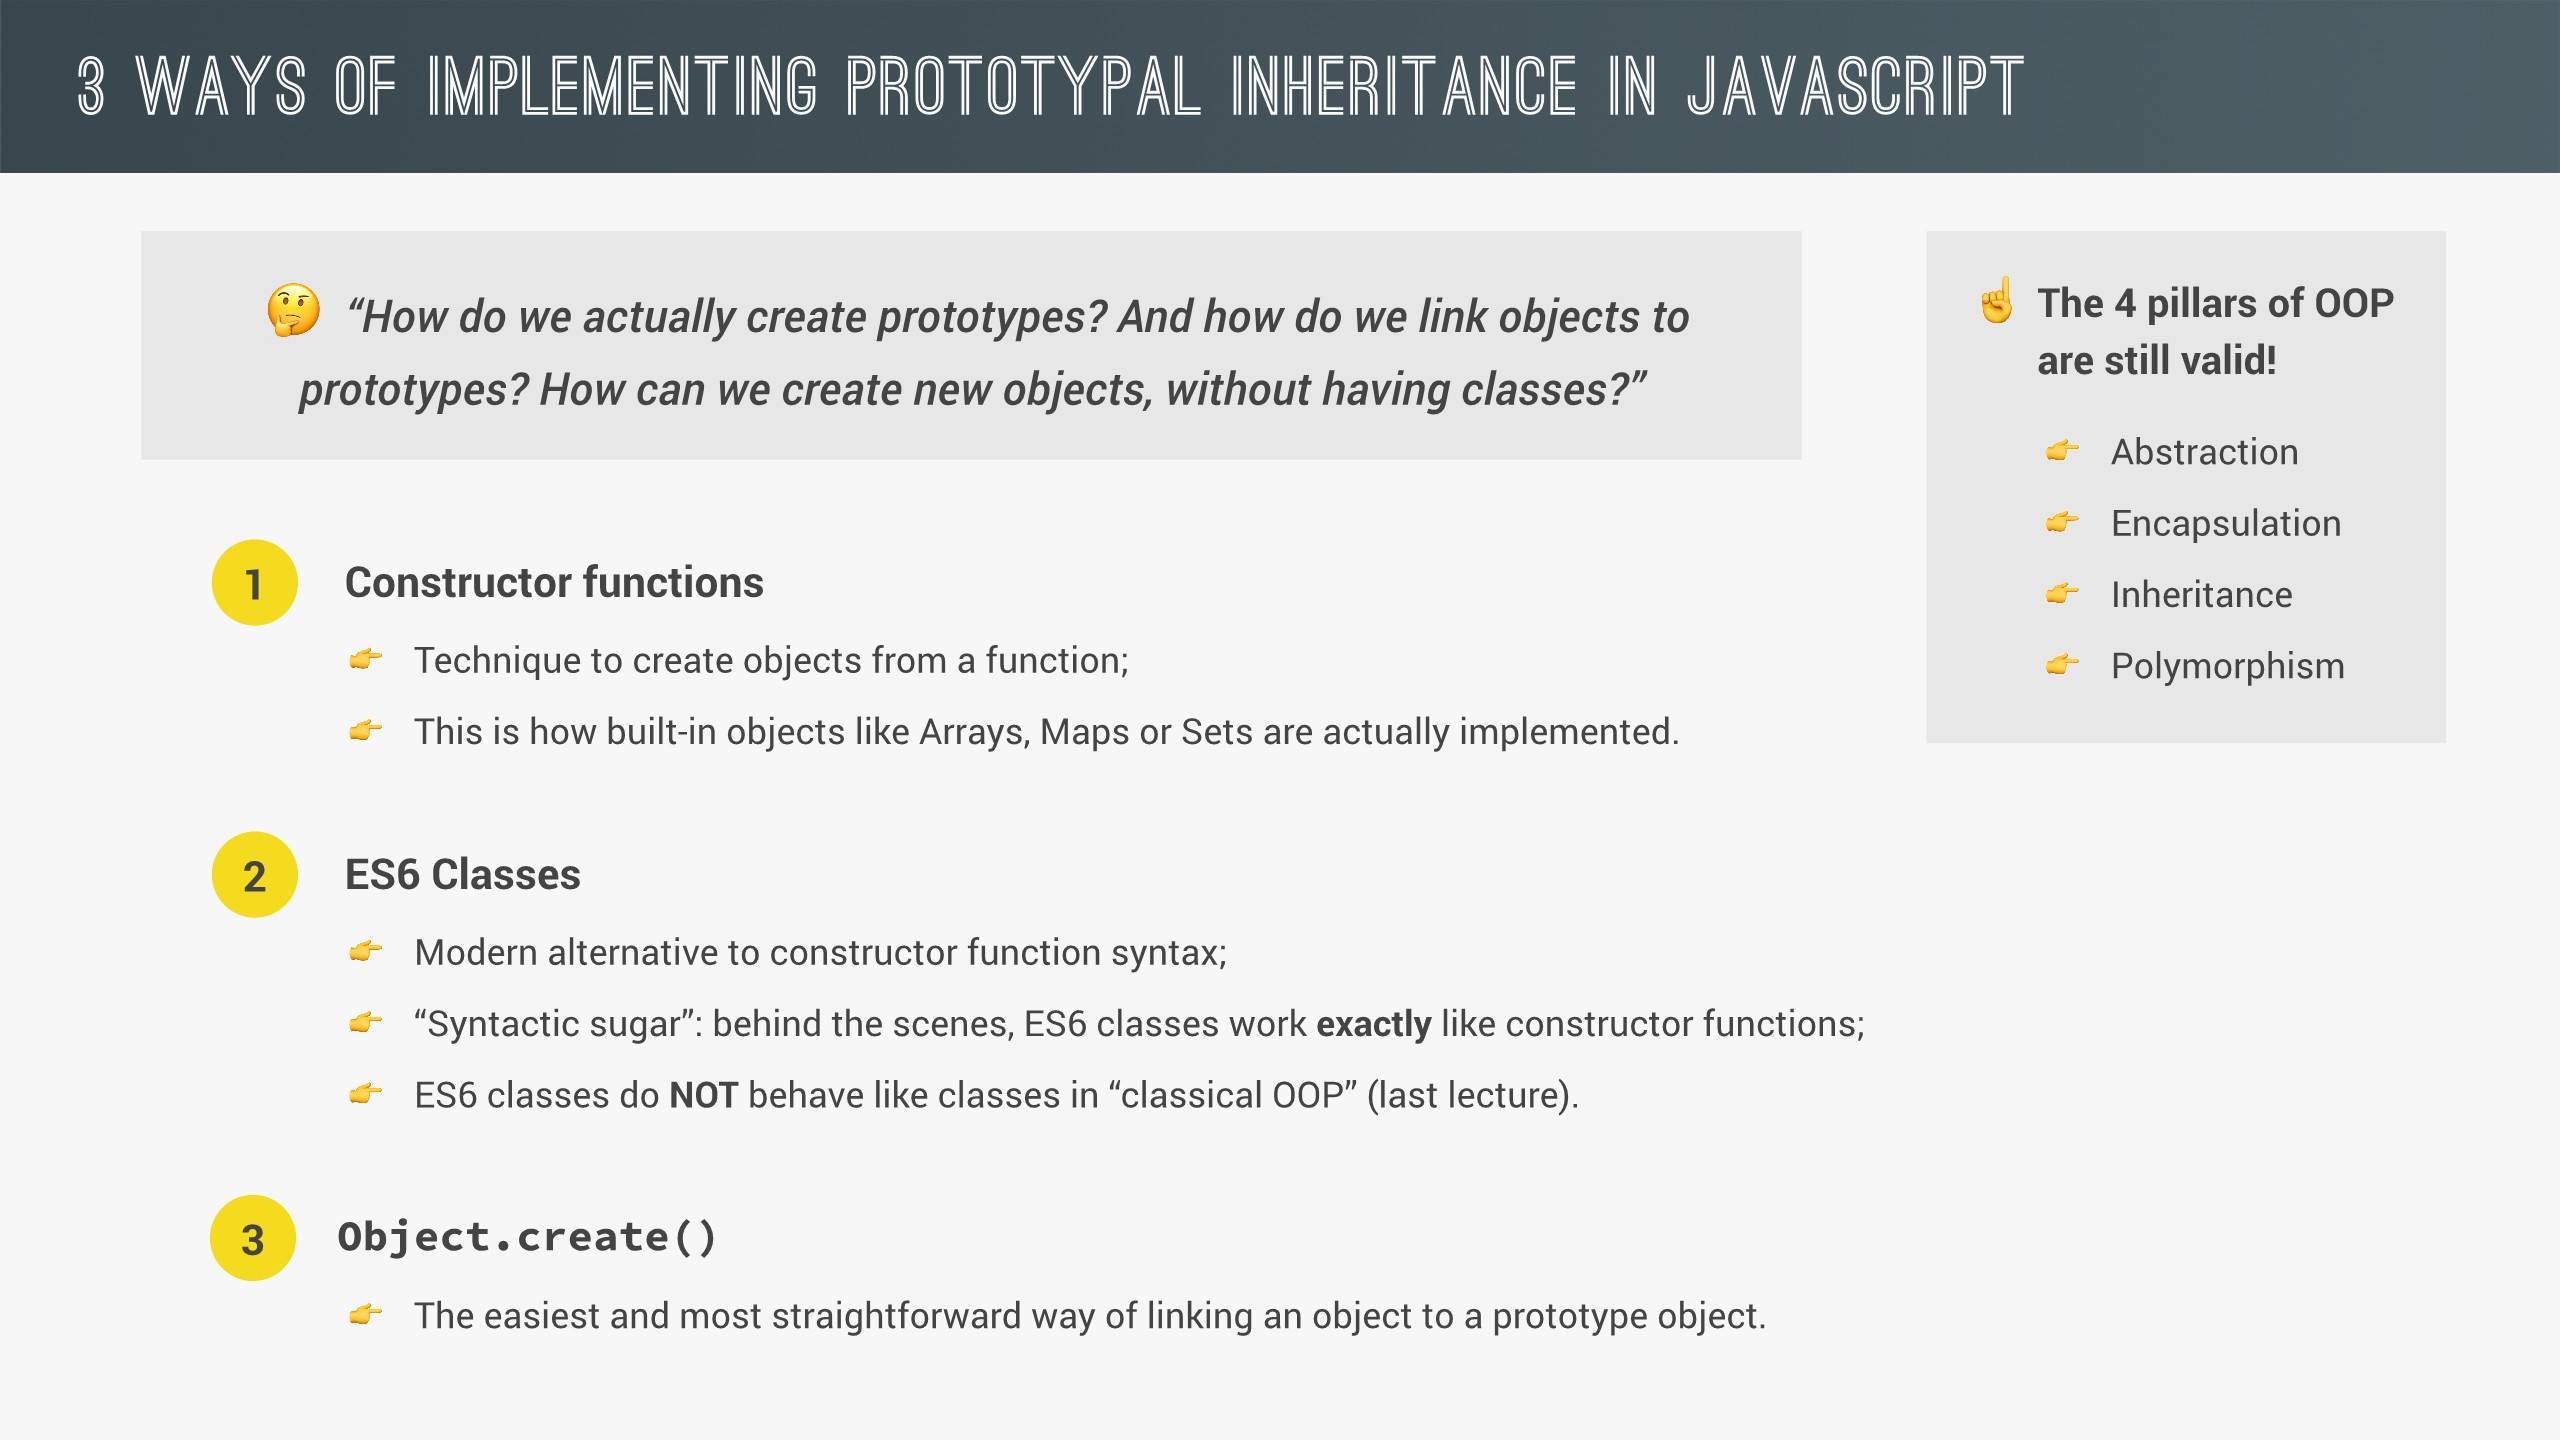 3 WAYS OF IMPLEMENTING PROTOTYPAL INHERITANCE IN JAVASCRIPT
🤔 “How do we actually create prototypes? And how do we link objects to
prototypes? How can we create new objects, without having classes?”
1 Constructor functions
👉 Technique to create objects from a function;
👉 This is how built-in objects like Arrays, Maps or Sets are actually implemented.
2 ES6 Classes
👉 Modern alternative to constructor function syntax;
👉 “Syntactic sugar”: behind the scenes, ES6 classes work exactly like constructor functions;
👉 ES6 classes do NOT behave like classes in “classical OOP” (last lecture).
3 Object.create()
👉 The easiest and most straightforward way of linking an object to a prototype object.
☝️ The 4 pillars of OOP
are still valid!
👉 Abstraction
👉 Encapsulation
👉 Inheritance
👉 Polymorphism